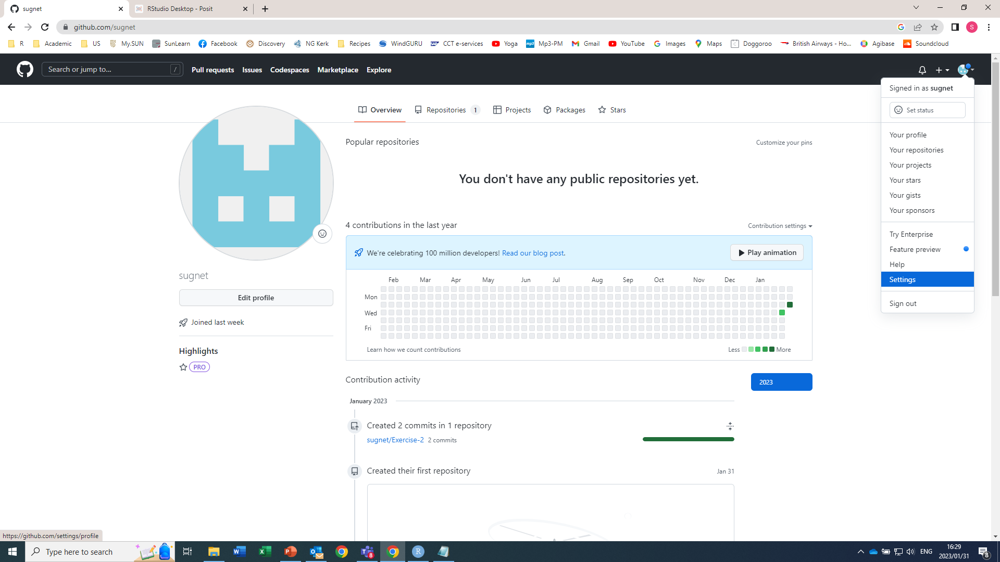 sugnet
RStudio Desktop - Posit
github.com/sugnet
S
R
Academic
US
My.SUN
SunLearn
Facebook
Discovery
NG Kerk
Recipes
WindGURU
CCT e-services
Yoga
Mp3-PM
Gmail
YouTube
Images
Maps
Doggoroo
British Airways - Ho...
Agibase
Soundcloud
Search or jump to...
/
Pull requests
Issues
Codespaces
Marketplace
Explore
Signed in as sugnet
Set status
Your profile
Your repositories
Your projects
Your stars
Your gists
Your sponsors
Try Enterprise
Feature preview
Help
Settings
Sign out
Overview
Repositories 1
Projects
Packages
Stars
Popular repositories
Customize your pins
You don't have any public repositories yet.
4 contributions in the last year
Contribution settings
We're celebrating 100 million developers! Read our blog post.
Play animation
Feb Mar Apr May Jun Jul Aug Sep Oct Nov Dec Jan
Mon
Wed
Fri
Learn how we count contributions
Less More
sugnet
Edit profile
Joined last week
Highlights
PRO
Contribution activity
2023
January 2023
Created 2 commits in 1 repository
sugnet/Exercise-2 2 commits
Created their first repository
Jan 31
https://github.com/settings/profile
Type here to search
8
R
ENG
16:29
2023/01/31
8